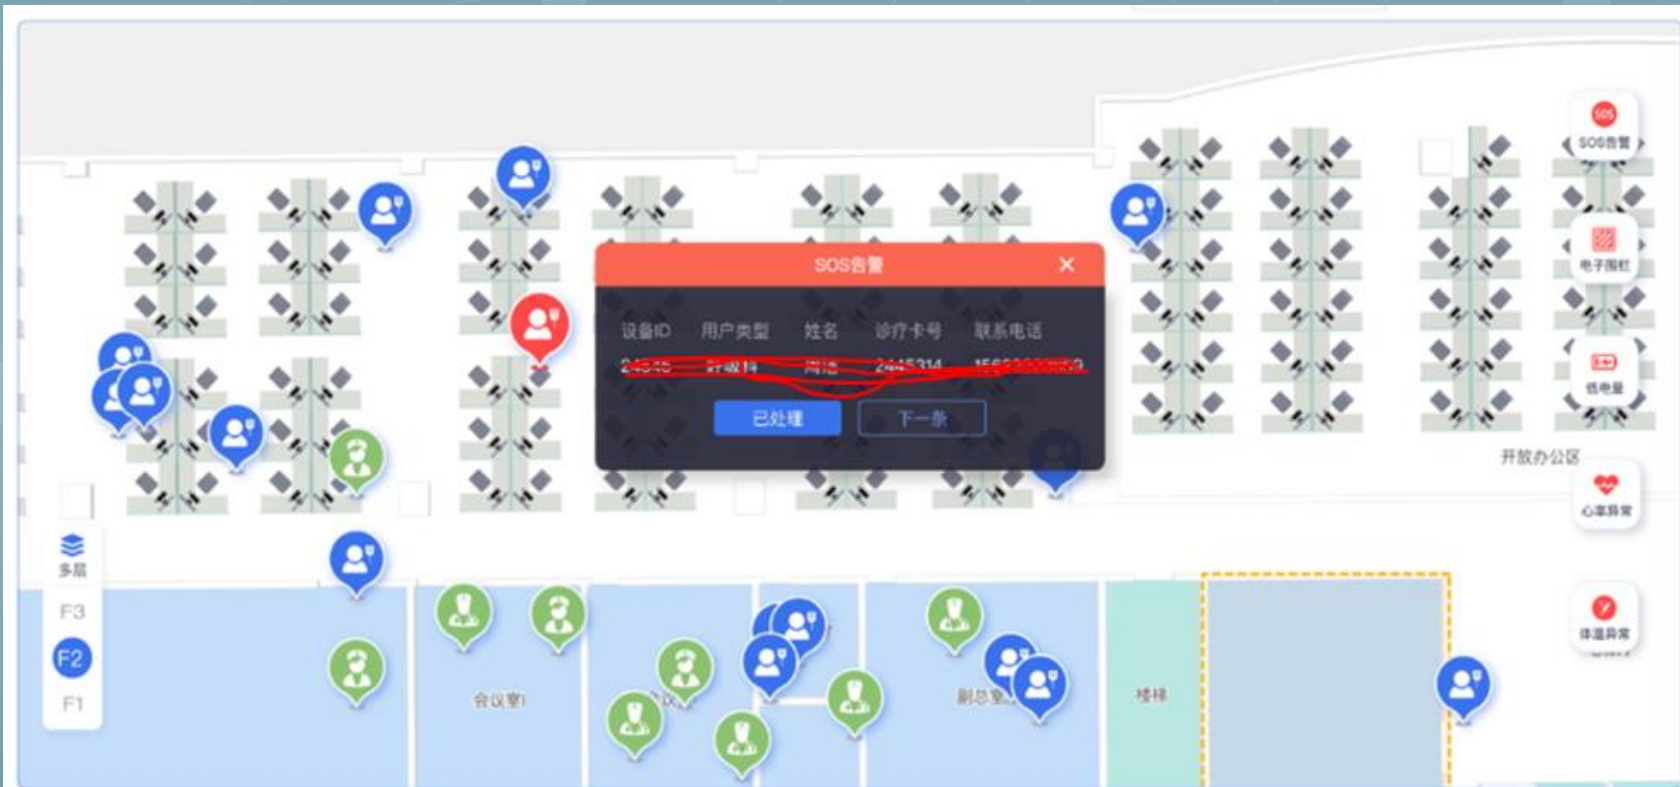 SOS
SOS告警
电子围栏
低电量
心率异常
体温异常
SOS告警
设备ID 用户类型 姓名 诊疗卡号 联系电话
2445314
已处理 下一条
开放办公区
多层
F3
F2
F1
会议室1
副总室
楼梯